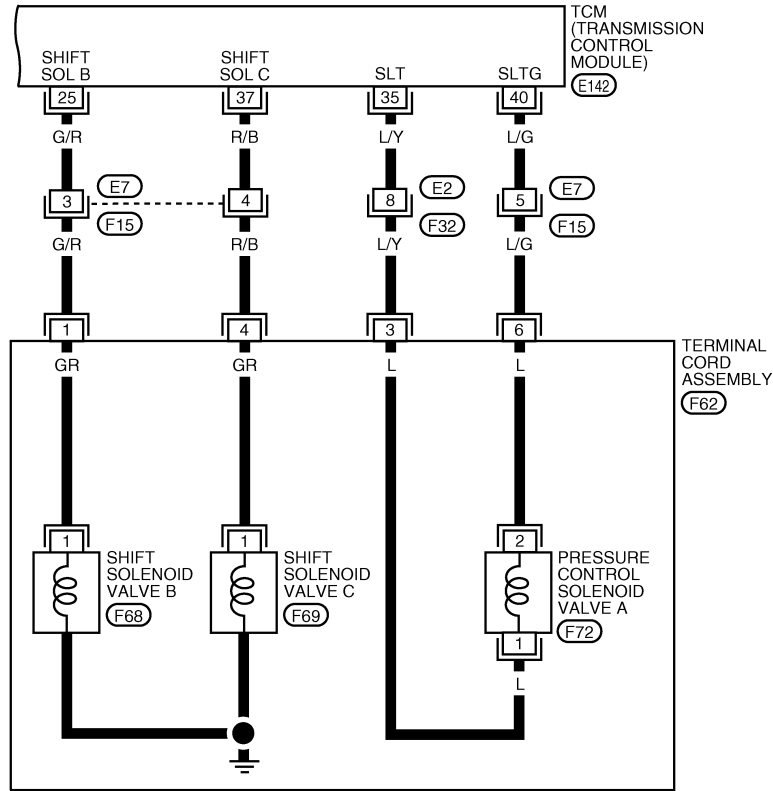 TCM
(TRANSMISSION
CONTROL
MODULE)
E142
SHIFT
SOL B
SHIFT
SOL C
SLT
SLTG
25
37
35
40
G/R
R/B
L/Y
L/G
3
E7
F15
4
8
E2
F32
5
E7
F15
G/R
R/B
L/Y
L/G
1
4
3
6
TERMINAL
CORD
ASSEMBLY
F62
GR
GR
L
L
1
1
2
SHIFT
SOLENOID
VALVE B
F68
SHIFT
SOLENOID
VALVE C
F69
PRESSURE
CONTROL
SOLENOID
VALVE A
F72
1
L